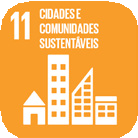 11 CIDADES E
COMUNIDADES
SUSTENTÁVEIS